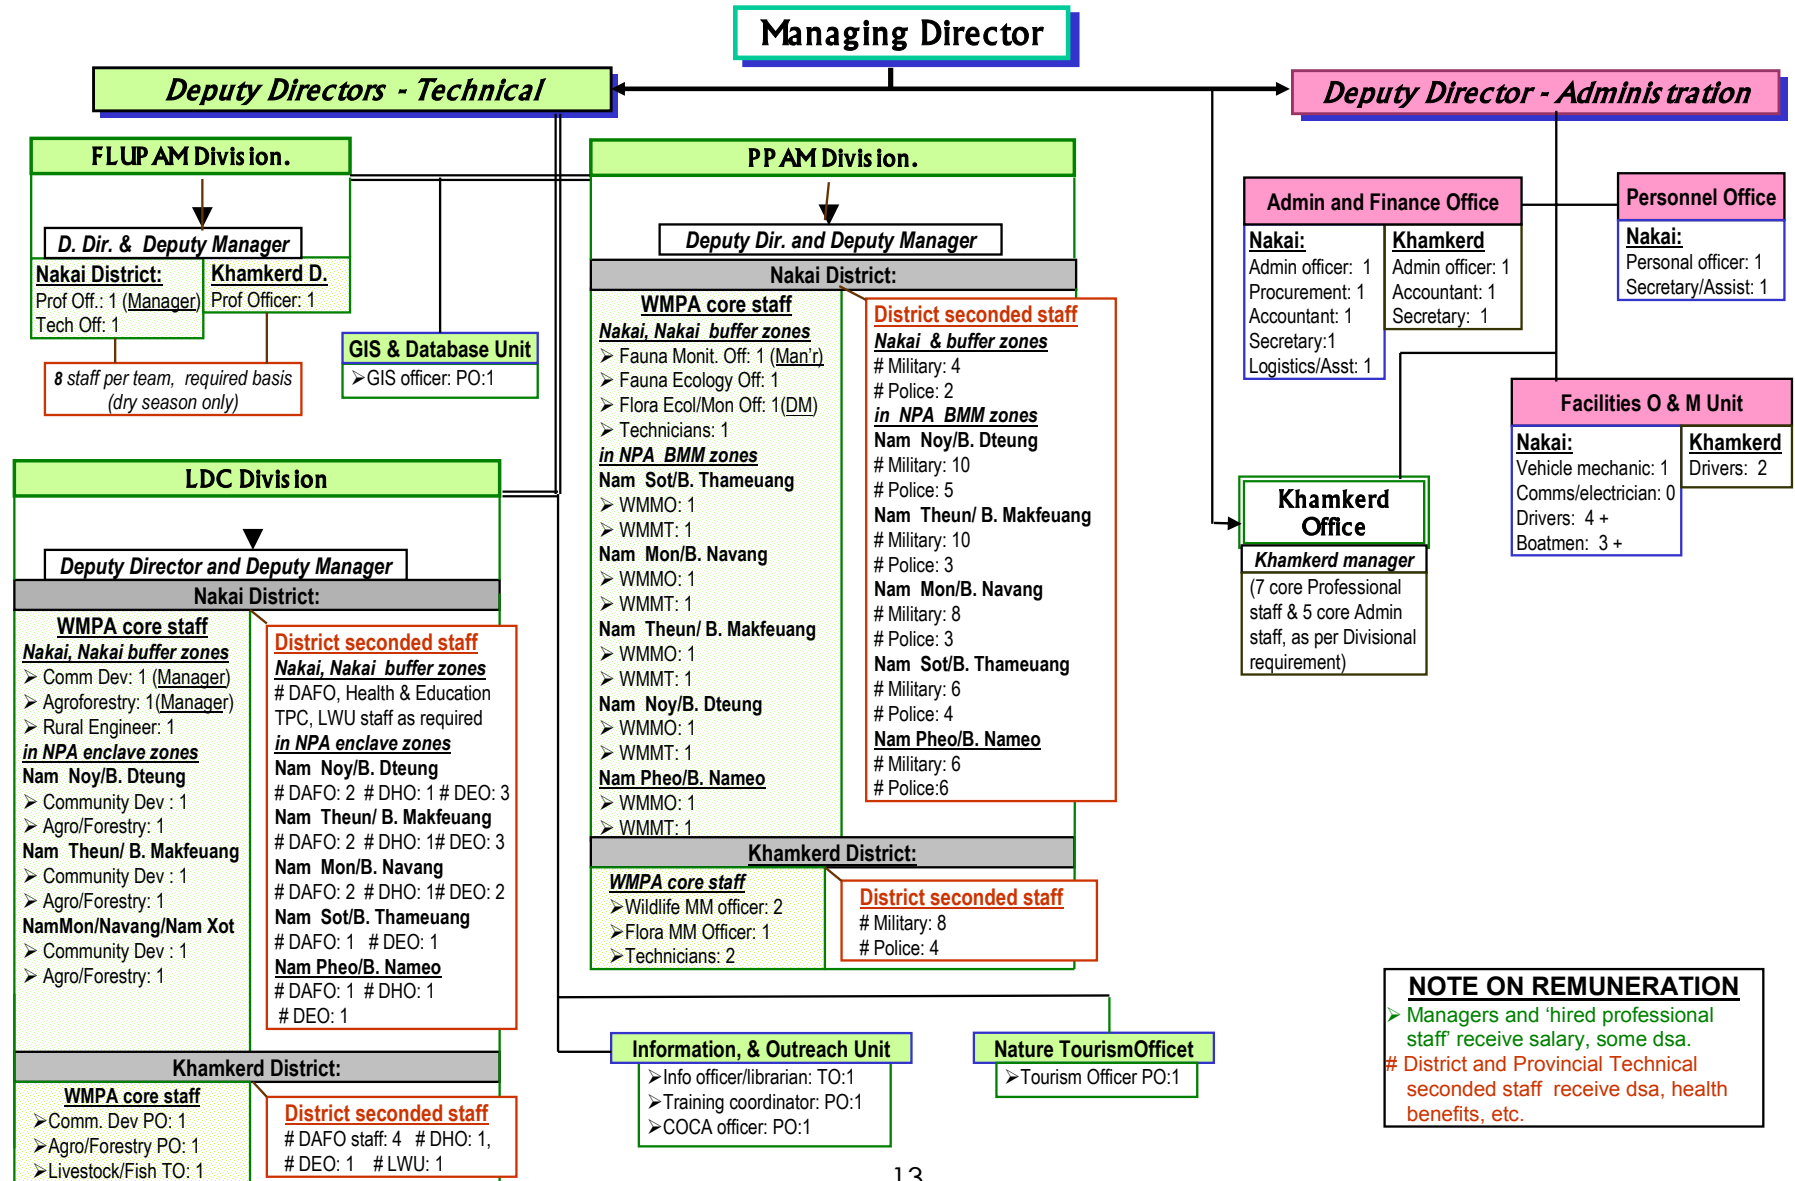 Managing Director
Deputy Directors - Technical
Deputy Director - Administration
FLUPAM Division.
D. Dir. & Deputy Manager
Nakai District:
Prof Off.: 1 (Manager)
Tech Off: 1
Khamkerd D.
Prof Officer: 1
8 staff per team, required basis
(dry season only)
GIS & Database Unit
➢GIS officer: PO:1
PPAM Division.
Deputy Dir. and Deputy Manager
Nakai District:
WMPA core staff
Nakai, Nakai buffer zones
➢ Fauna Monit. Off: 1 (Man'r)
➢ Fauna Ecology Off: 1
➢ Flora Ecol/Mon Off: 1(DM)
➢ Technicians: 1
in NPA BMM zones
Nam Sot/B. Thameuang
➢ WMMO: 1
➢ WMMT: 1
Nam Mon/B. Navang
➢ WMMO: 1
➢ WMMT: 1
Nam Theun/ B. Makfeuang
➢ WMMO: 1
➢ WMMT: 1
Nam Noy/B. Dteung
➢ WMMO: 1
➢ WMMT: 1
Nam Pheo/B. Nameo
➢ WMMO: 1
➢ WMMT: 1
District seconded staff
Nakai & buffer zones
# Military: 4
# Police: 2
in NPA BMM zones
Nam Noy/B. Dteung
# Military: 10
# Police: 5
Nam Theun/ B. Makfeuang
# Military: 10
# Police: 3
Nam Mon/B. Navang
# Military: 8
# Police: 3
Nam Sot/B. Thameuang
# Military: 6
# Police: 4
Nam Pheo/B. Nameo
# Military: 6
# Police:6
Khamkerd District:
WMPA core staff
➢Wildlife MM officer: 2
➢Flora MM Officer: 1
➢Technicians: 2
District seconded staff
# Military: 8
# Police: 4
Admin and Finance Office
Nakai:
Admin officer: 1
Procurement: 1
Accountant: 1
Secretary:1
Logistics/Asst: 1
Khamkerd
Admin officer: 1
Accountant: 1
Secretary: 1
Personnel Office
Nakai:
Personal officer: 1
Secretary/Assist: 1
Facilities O & M Unit
Nakai:
Vehicle mechanic: 1
Comms/electrician: 0
Drivers: 4 +
Boatmen: 3 +
Khamkerd
Drivers: 2
Khamkerd
Office
Khamkerd manager
(7 core Professional
staff & 5 core Admin
staff, as per Divisional
requirement)
LDC Division
Deputy Director and Deputy Manager
Nakai District:
WMPA core staff
Nakai, Nakai buffer zones
➢ Comm Dev: 1 (Manager)
➢ Agroforestry: 1(Manager)
➢ Rural Engineer: 1
in NPA enclave zones
Nam Noy/B. Dteung
➢ Community Dev : 1
➢ Agro/Forestry: 1
Nam Theun/ B. Makfeuang
➢ Community Dev : 1
➢ Agro/Forestry: 1
NamMon/Navang/Nam Xot
➢ Community Dev : 1
➢ Agro/Forestry: 1
District seconded staff
Nakai, Nakai buffer zones
# DAFO, Health & Education
TPC, LWU staff as required
in NPA enclave zones
Nam Noy/B. Dteung
# DAFO: 2 # DHO: 1 # DEO: 3
Nam Theun/ B. Makfeuang
# DAFO: 2 # DHO: 1# DEO: 3
Nam Mon/B. Navang
# DAFO: 2 # DHO: 1# DEO: 2
Nam Sot/B. Thameuang
# DAFO: 1 # DEO: 1
Nam Pheo/B. Nameo
# DAFO: 1 # DHO: 1
# DEO: 1
Khamkerd District:
WMPA core staff
➢Comm. Dev PO: 1
➢Agro/Forestry PO: 1
➢Livestock/Fish TO: 1
District seconded staff
# DAFO staff: 4 # DHO: 1,
# DEO: 1 # LWU: 1
Information, & Outreach Unit
➢Info officer/librarian: TO:1
➢Training coordinator: PO:1
➢COCA officer: PO:1
Nature TourismOfficet
➢Tourism Officer PO:1
NOTE ON REMUNERATION
➢ Managers and ‘hired professional
staff’ receive salary, some dsa.
# District and Provincial Technical
seconded staff receive dsa, health
benefits, etc.
13